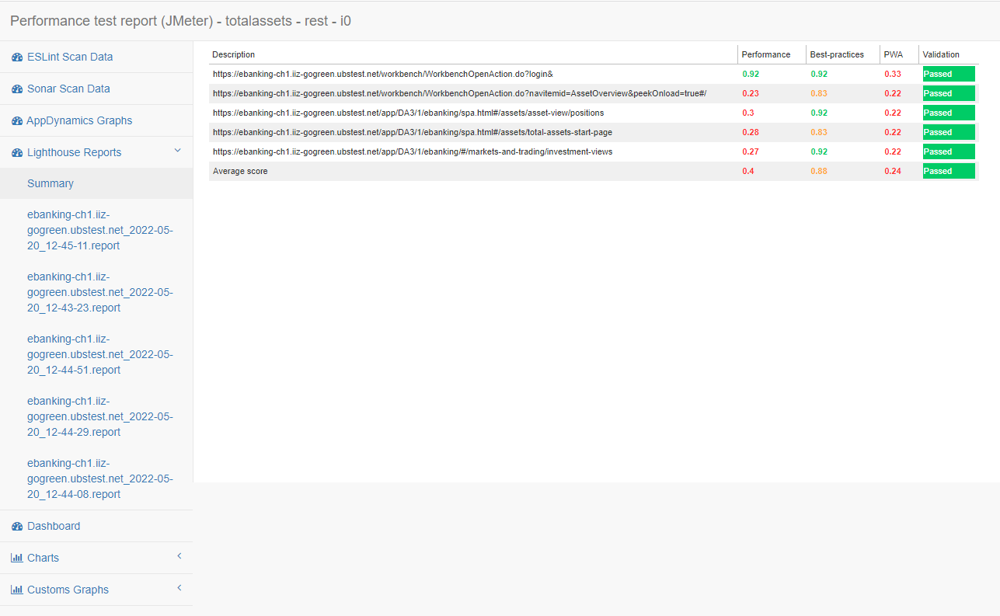 Performance test report (JMeter) - totalassets - rest - i0
ESLint Scan Data
Sonar Scan Data
AppDynamics Graphs
Lighthouse Reports
Summary
ebanking-ch1.iiz-
gogreen.ubstest.net_2022-05-
20_12-45-11.report
ebanking-ch1.iiz-
gogreen.ubstest.net_2022-05-
20_12-43-23.report
ebanking-ch1.iiz-
gogreen.ubstest.net_2022-05-
20_12-44-51.report
ebanking-ch1.iiz-
gogreen.ubstest.net_2022-05-
20_12-44-29.report
ebanking-ch1.iiz-
gogreen.ubstest.net_2022-05-
20_12-44-08.report
Dashboard
Charts
Customs Graphs
Description Performance Best-practices PWA Validation
https://ebanking-ch1.iiz-gogreen.ubstest.net/workbench/WorkbenchOpenAction.do?login& 0.92 0.92 0.33 Passed
https://ebanking-ch1.iiz-gogreen.ubstest.net/workbench/WorkbenchOpenAction.do?navitemid=AssetOverview&peekOnload=true#/ 0.23 0.83 0.22 Passed
https://ebanking-ch1.iiz-gogreen.ubstest.net/app/DA3/1/ebanking/spa.html#/assets/asset-view/positions 0.3 0.92 0.22 Passed
https://ebanking-ch1.iiz-gogreen.ubstest.net/app/DA3/1/ebanking/spa.html#/assets/total-assets-start-page 0.28 0.83 0.22 Passed
https://ebanking-ch1.iiz-gogreen.ubstest.net/app/DA3/1/ebanking/#/markets-and-trading/investment-views 0.27 0.92 0.22 Passed
Average score 0.4 0.88 0.24 Passed